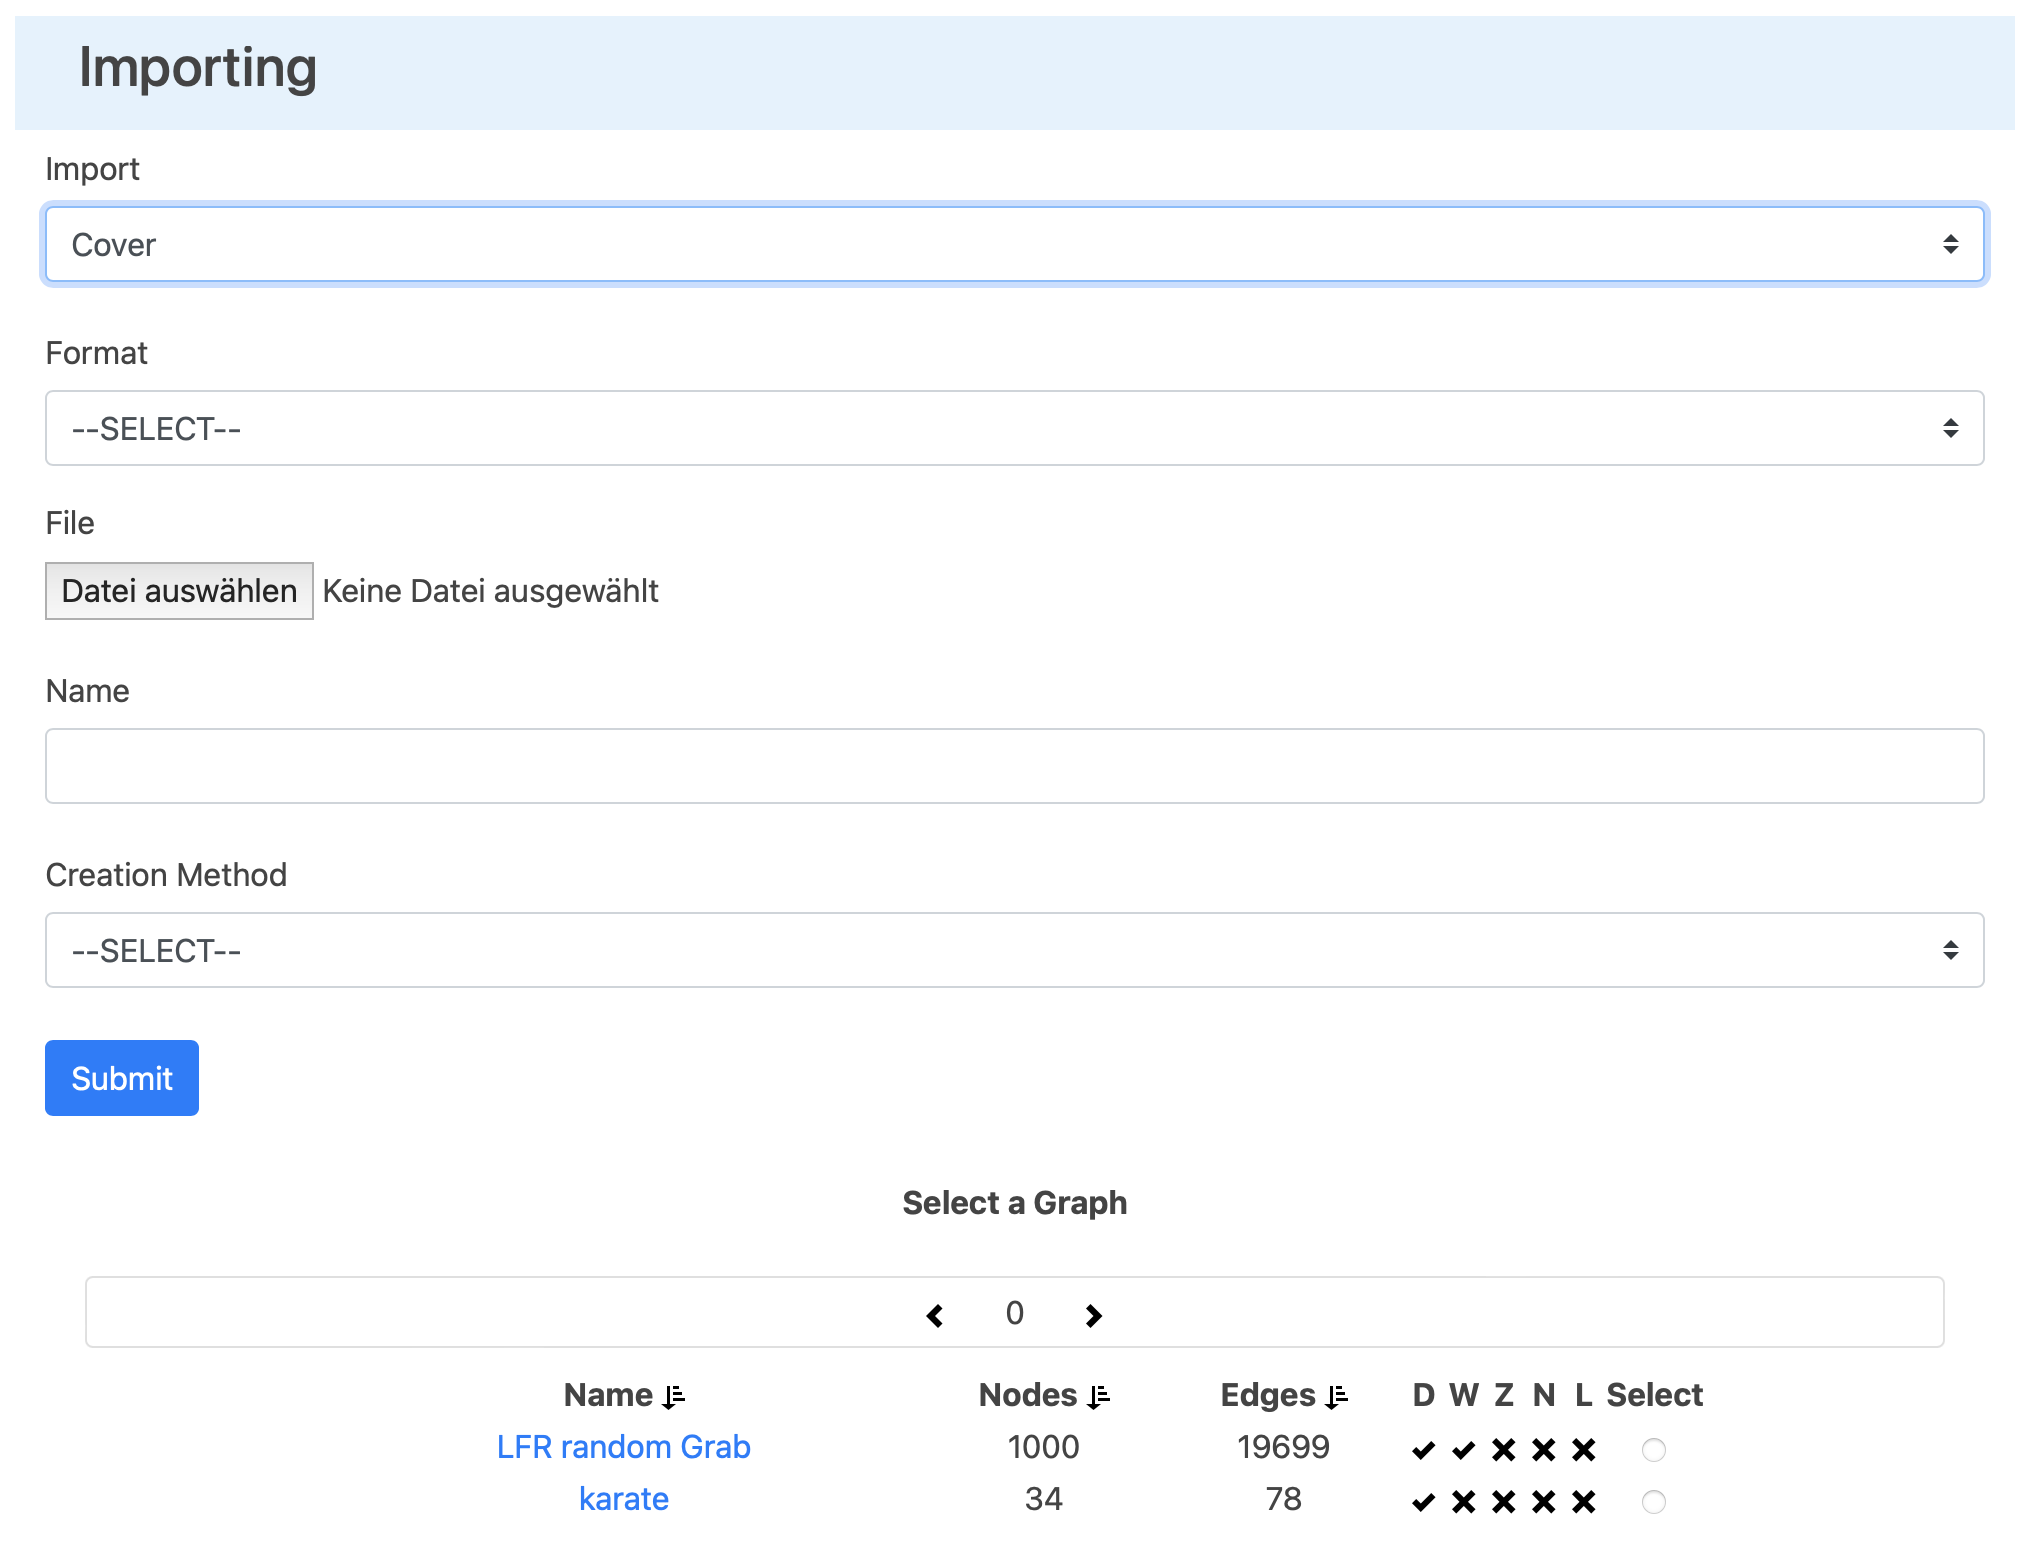 Importing
Import
Cover
Format
--SELECT--
File
Datei auswählen Keine Datei ausgewählt
Name
Creation Method
--SELECT--
Submit
Select a Graph
0
Name Nodes Edges D W Z N L Select
LFR random Grab 1000 19699
karate 34 78